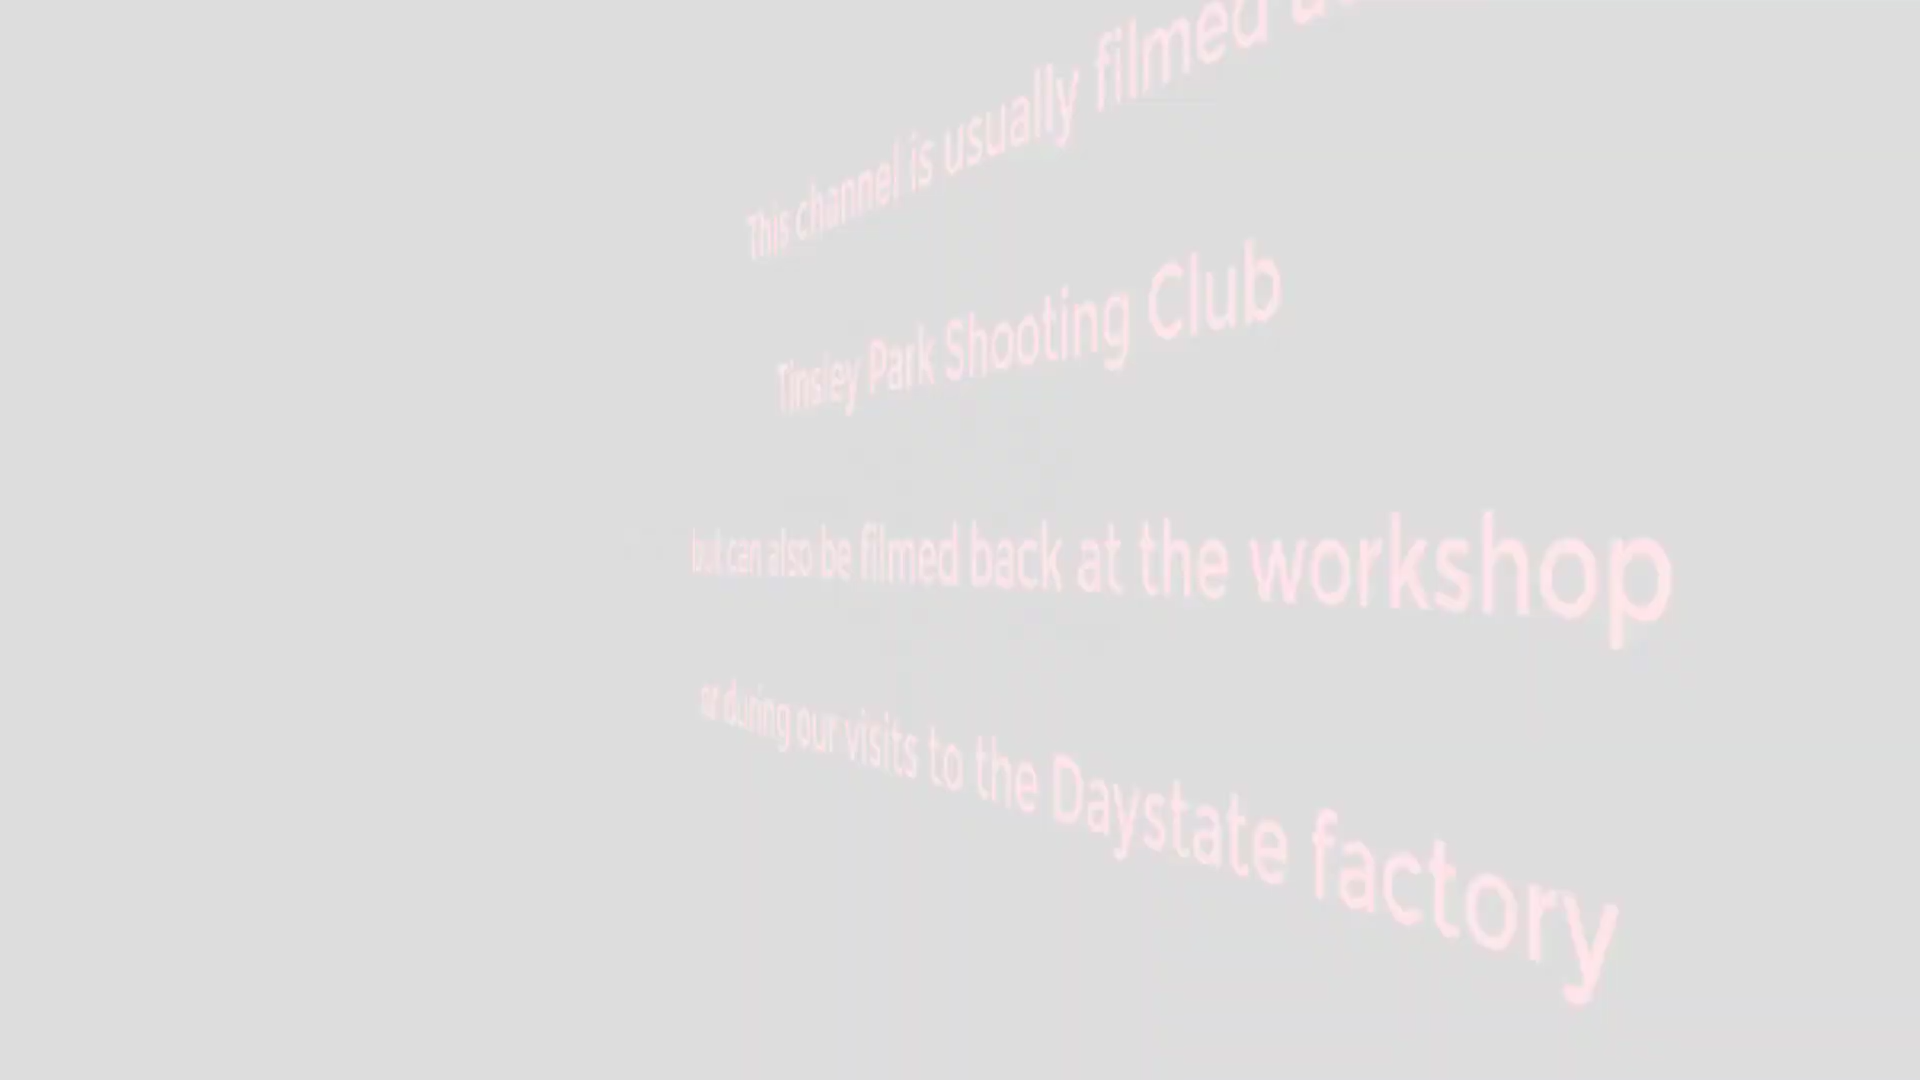 This channel is usually filmed
Tinsley Park Shooting Club
but can also be filmed back at the workshop
or during our visits to the Daystate factory